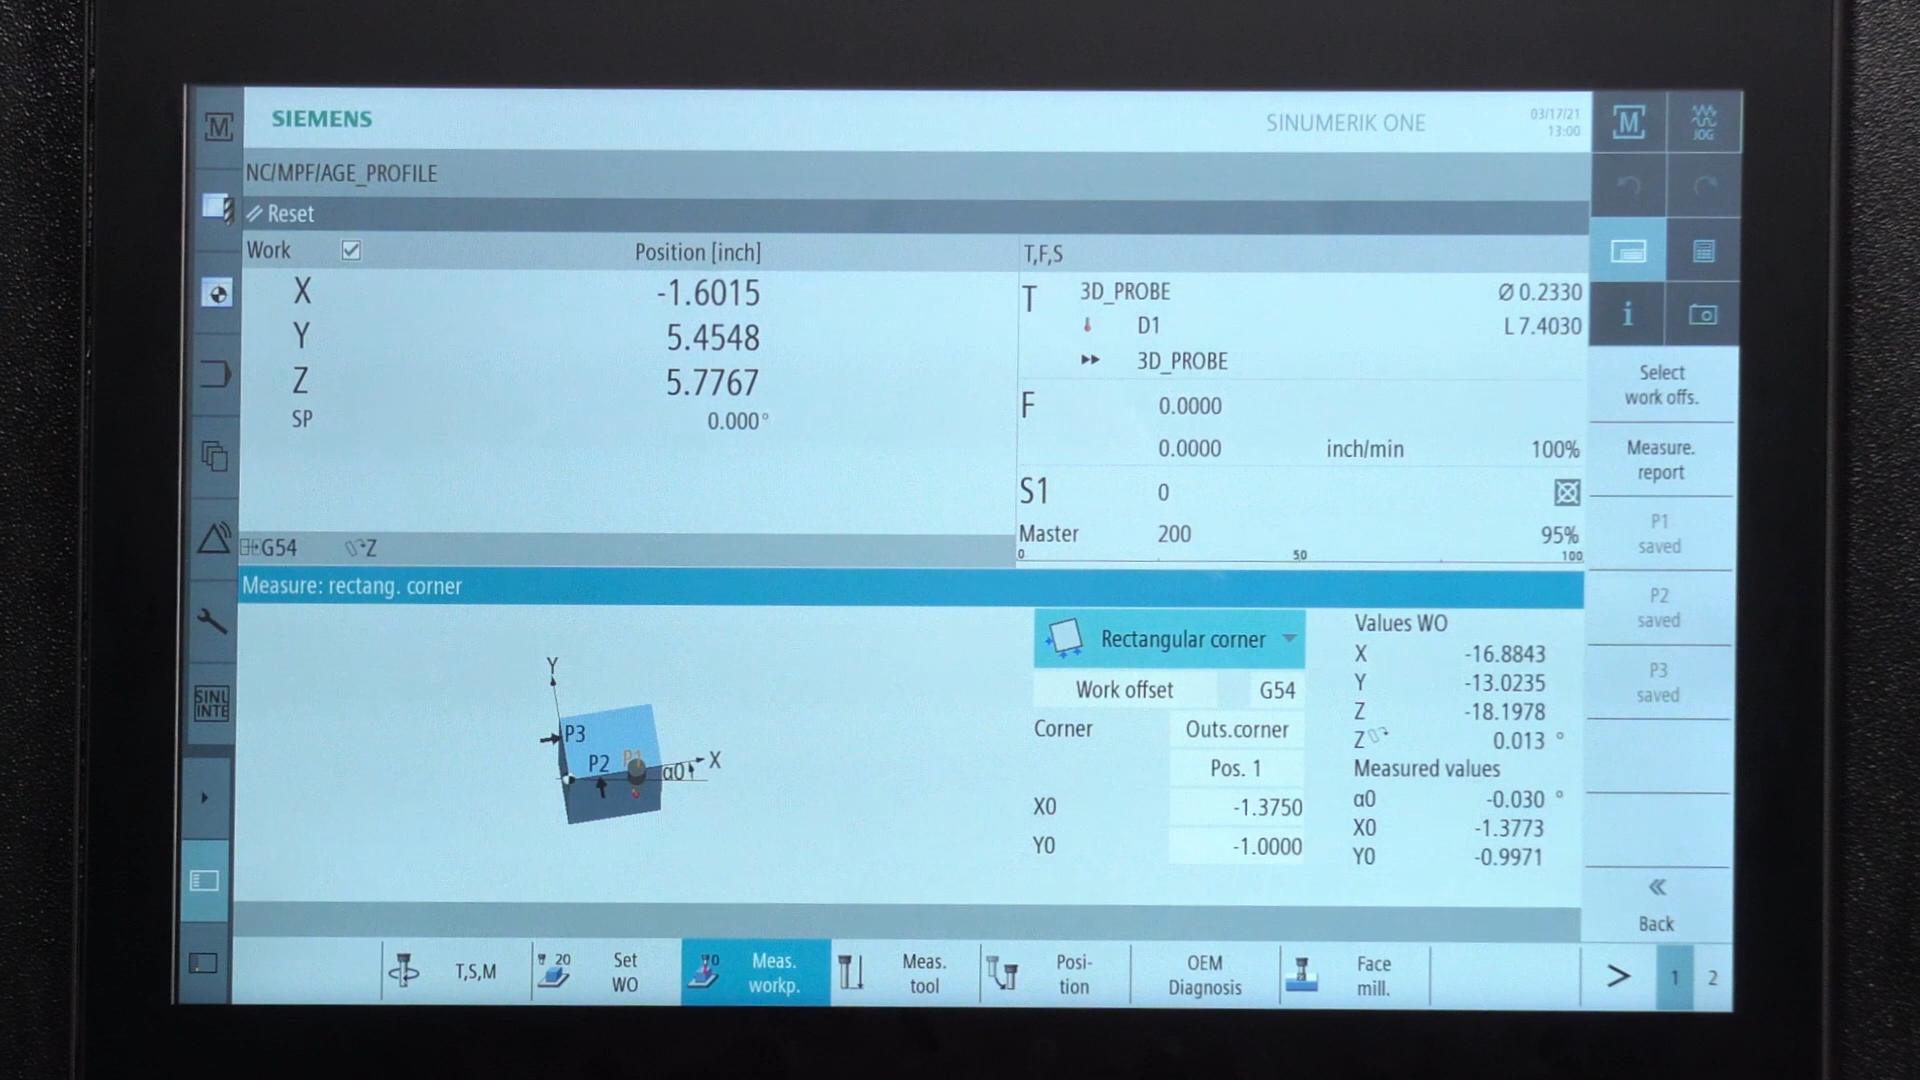 SIEMENS
SINUMERIK ONE
03/17/21
13:00
M
M
JOG
NC/MPF/AGE_PROFILE
Reset
Work
Position [inch]
X -1.6015
Y 5.4548
Z 5.7767
SP 0.000°
G54 Z
T,F,S
T 3D_PROBE Ø 0.2330
D1 L 7.4030
3D_PROBE
F 0.0000
0.0000 inch/min 100%
S1 0
Master 200 95%
0 50 100
Measure: rectang. corner
Y
P3
P2
P1
α0
X
Rectangular corner
Work offset G54
Corner Outs.corner
Pos. 1
X0 -1.3750
Y0 -1.0000
Values WO
X -16.8843
Y -13.0235
Z -18.1978
Z 0.013 °
Measured values
α0 -0.030 °
X0 -1.3773
Y0 -0.9971
i
Select
work offs.
Measure.
report
P1
saved
P2
saved
P3
saved
«
Back
SINU
INTE
T,S,M
20
Set
WO
Meas.
workp.
Meas.
tool
Posi-
tion
OEM
Diagnosis
Face
mill.
>
1
2